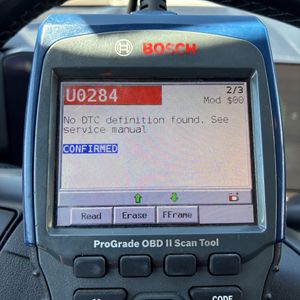 BOSCH
U0284
2/3
Mod $00
No DTC definition found. See
service manual
CONFIRMED
Read Erase FFrame
ProGrade OBD II Scan Tool
CODE